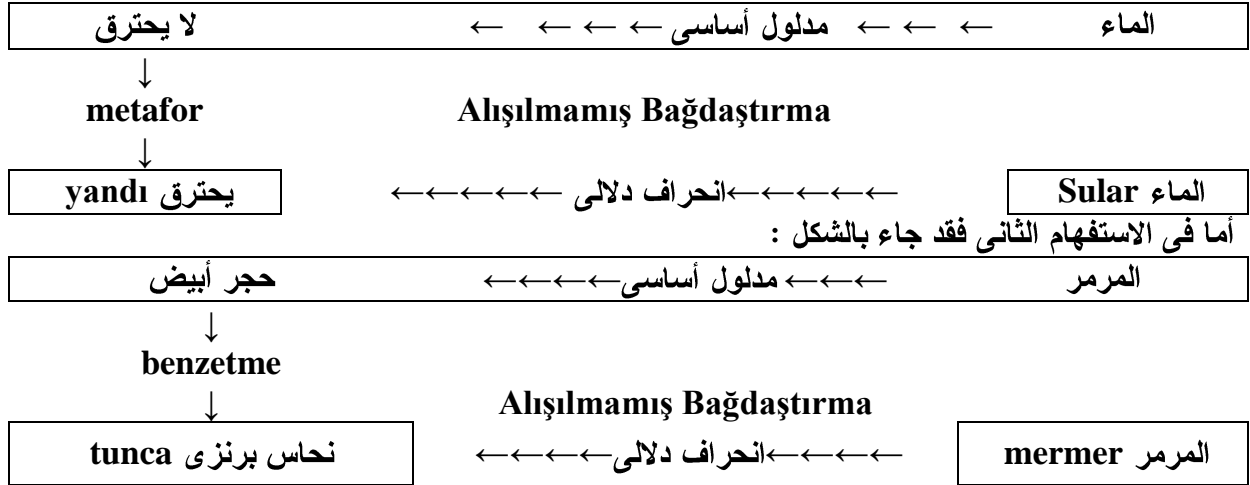 الماء ← ← ← ← مدلول أساسى ← ← ← ← لا يحترق
↓
metafor Alışılmamış Bağdaştırma
↓
الماء Sular ←←←←←انحراف دلالى ←←←←← يحترق yandı
أما فى الاستفهام الثانى فقد جاء بالشكل :
المرمر ←←←← مدلول أساسى←←←← حجر أبيض
↓
benzetme
↓ Alışılmamış Bağdaştırma
المرمر mermer ←←←←انحراف دلالى←←←← نحاس برنزى tunca